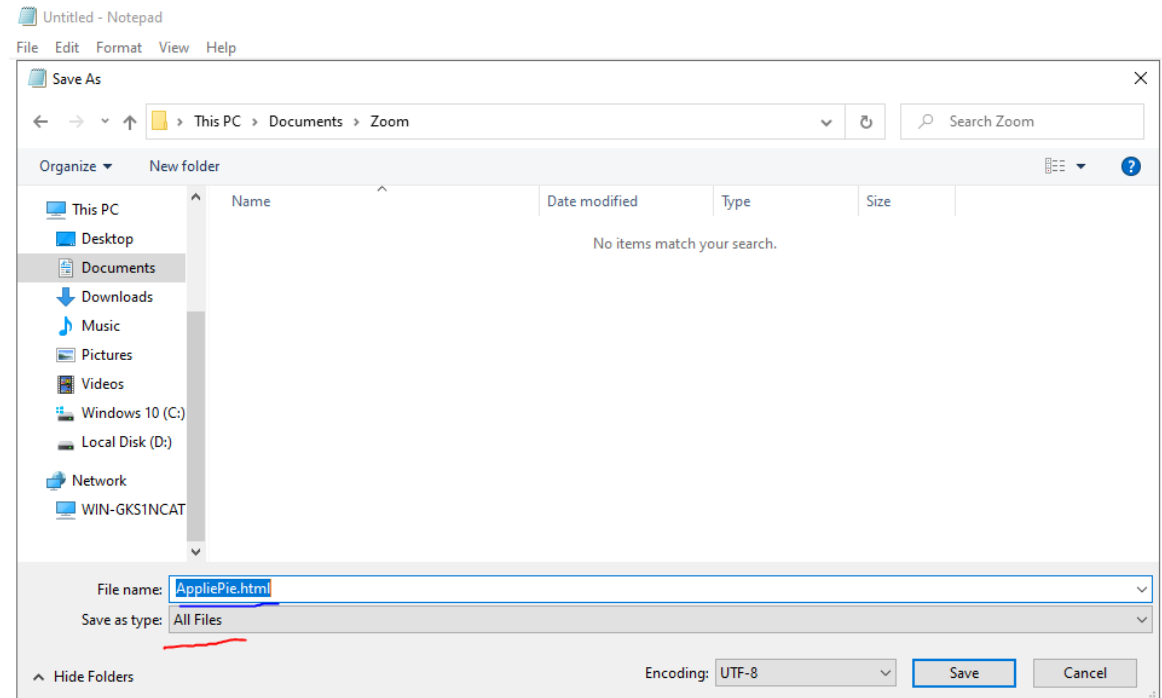 Untitled - Notepad
File Edit Format View Help
Save As
This PC > Documents > Zoom
Search Zoom
Organize New folder
Name Date modified Type Size
No items match your search.
This PC
Desktop
Documents
Downloads
Music
Pictures
Videos
Windows 10 (C:)
Local Disk (D:)
Network
WIN-GKS1NCAT
File name: AppliePie.html
Save as type: All Files
Hide Folders Encoding: UTF-8 Save Cancel